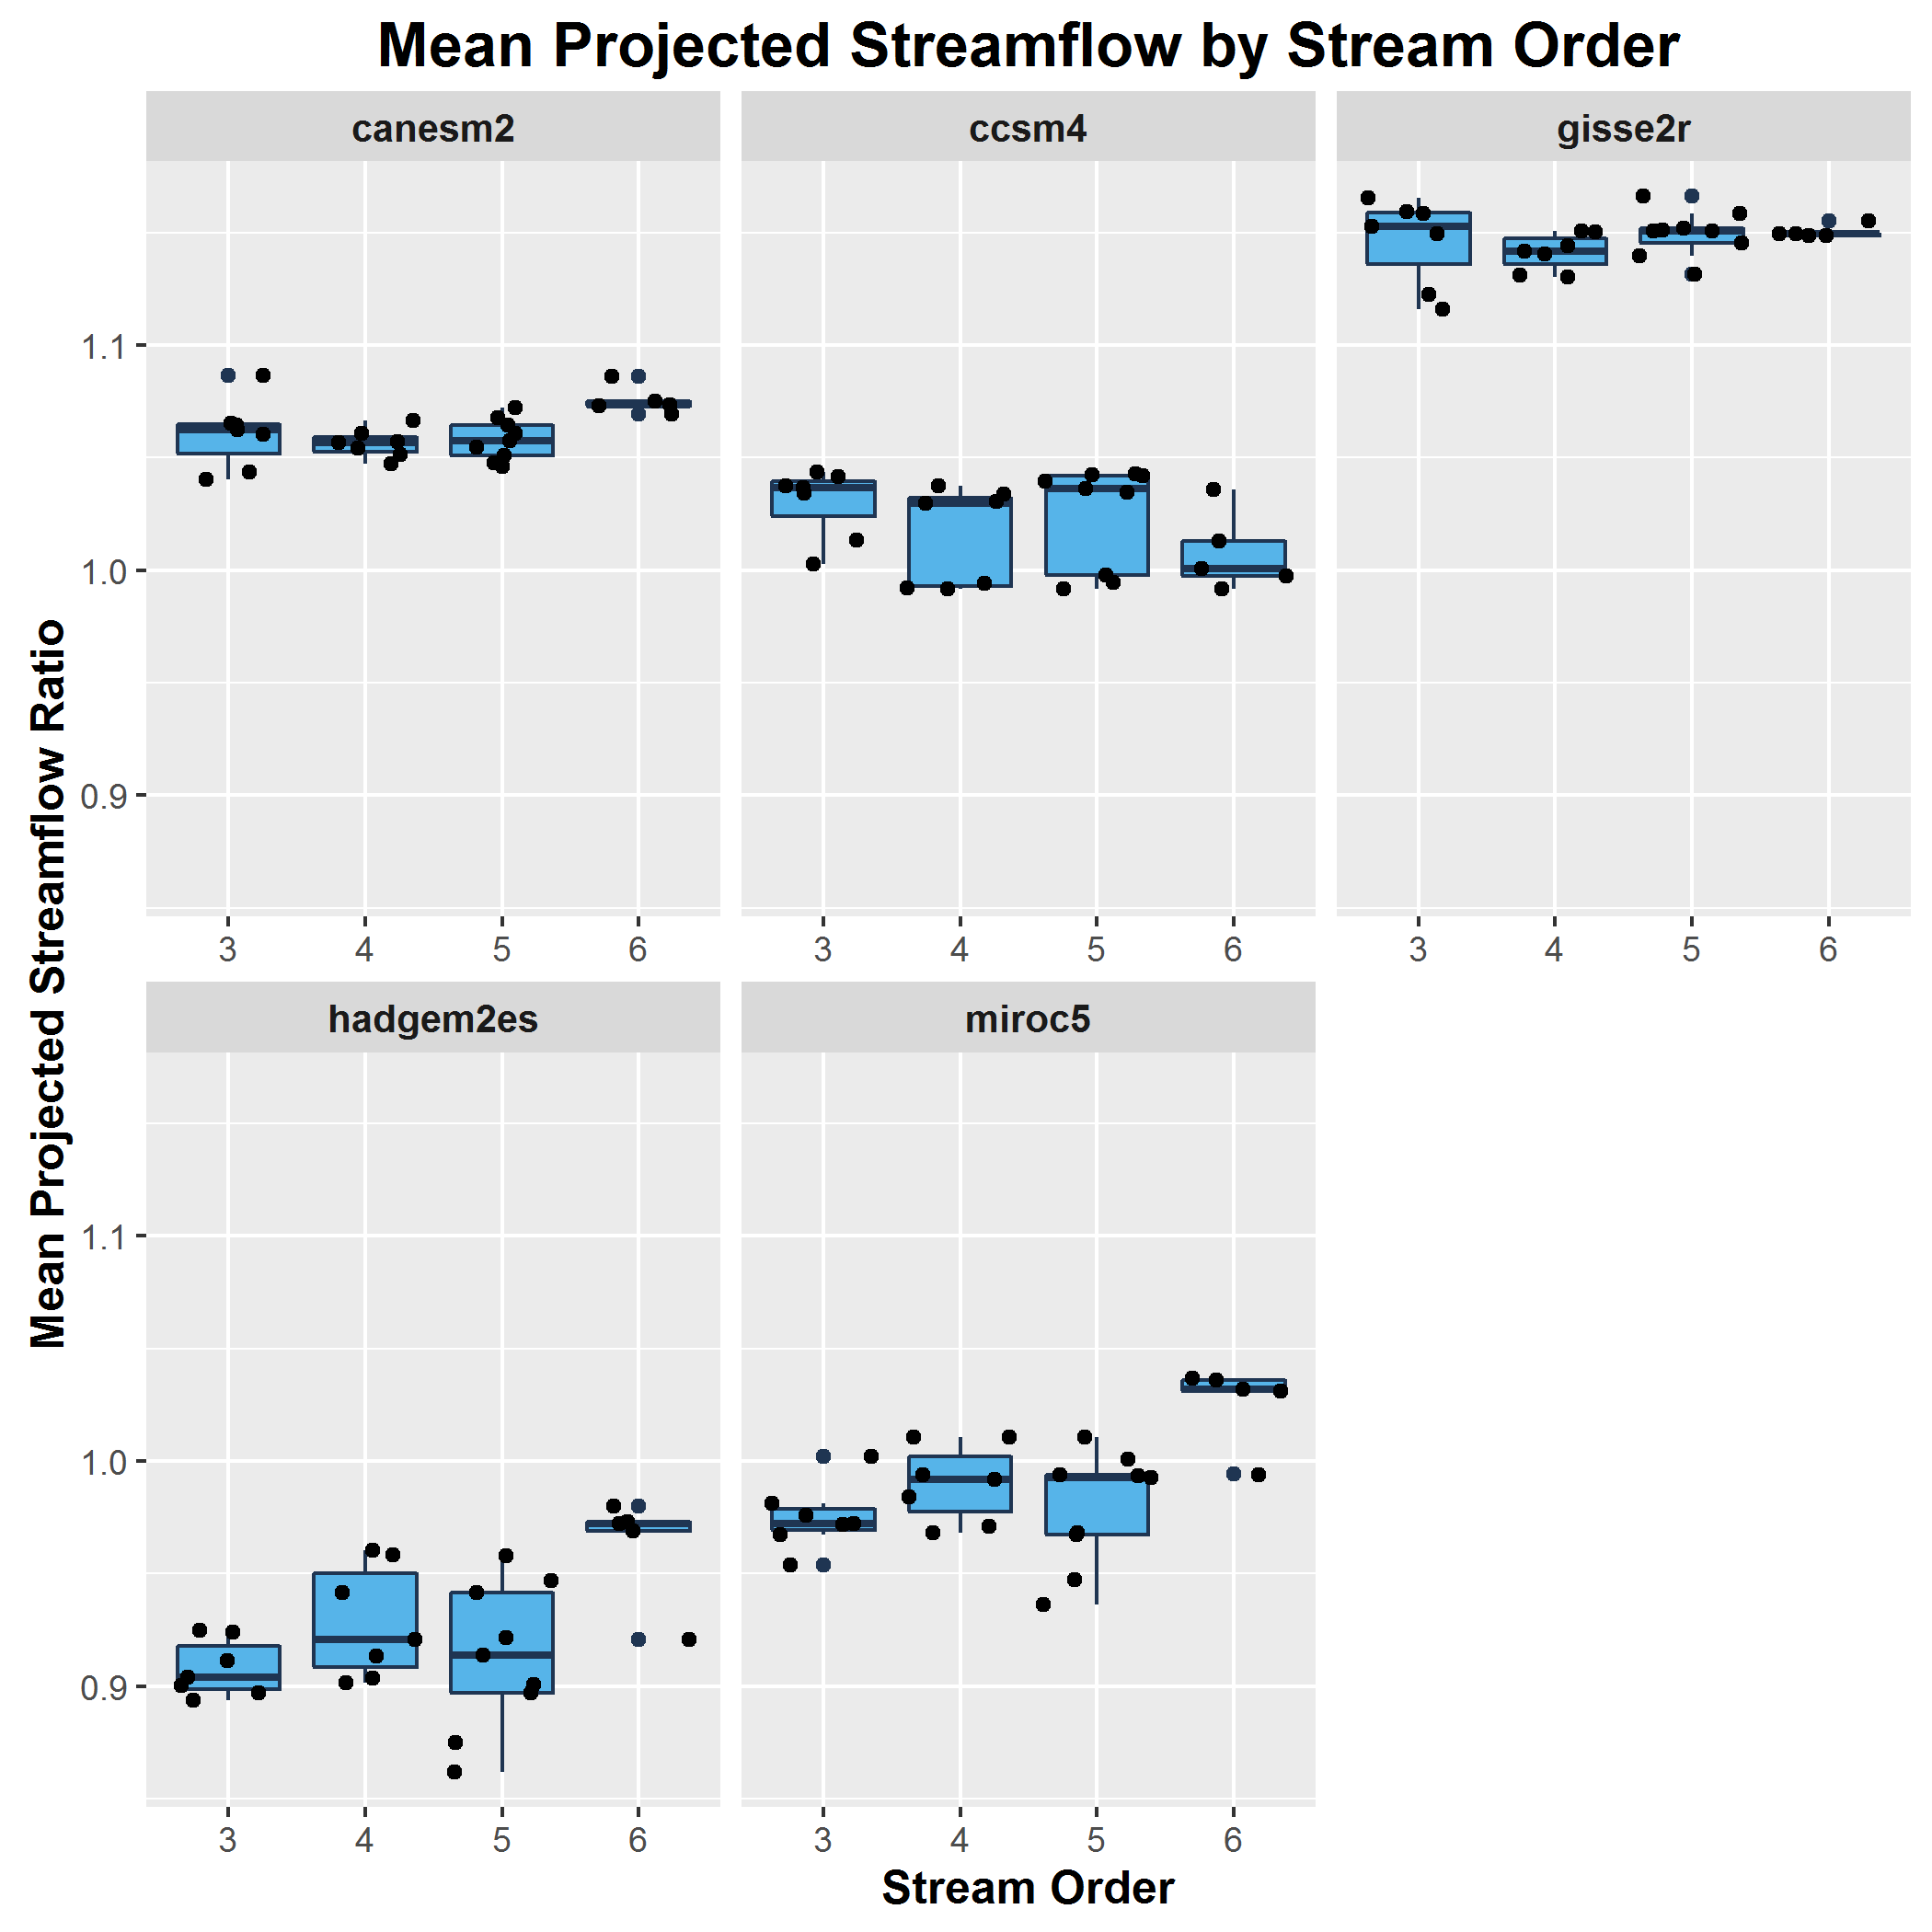 Mean Projected Streamflow by Stream Order
canesm2 ccsm4 gisse2r
1.1
1.0
0.9
3 4 5 6 3 4 5 6 3 4 5 6
Mean Projected Streamflow Ratio
hadgem2es miroc5
1.1
1.0
0.9
3 4 5 6 3 4 5 6
Stream Order